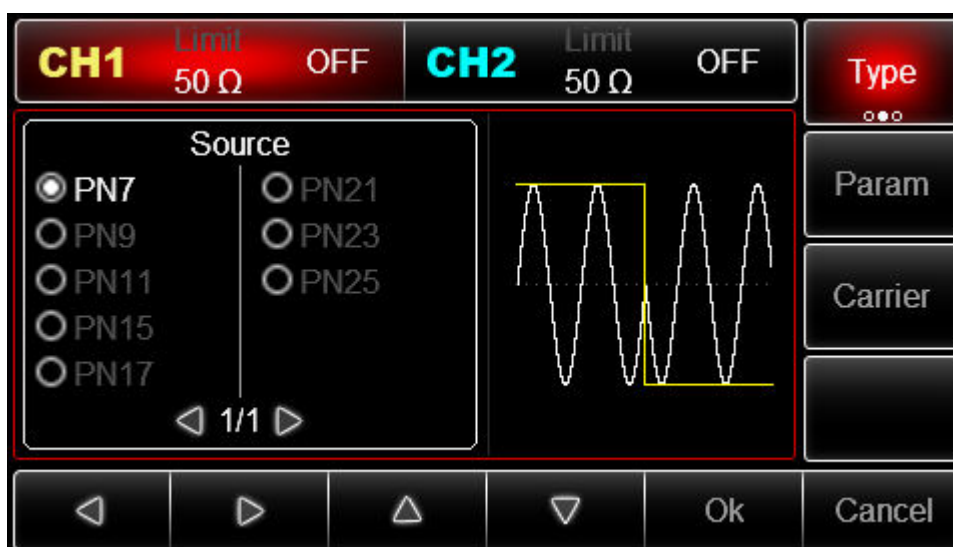 CH1 Limit 50 Ω OFF CH2 Limit 50 Ω OFF Type
Source
PN7 PN21
PN9 PN23
PN11 PN25
PN15
PN17
1/1
Param
Carrier
Ok Cancel